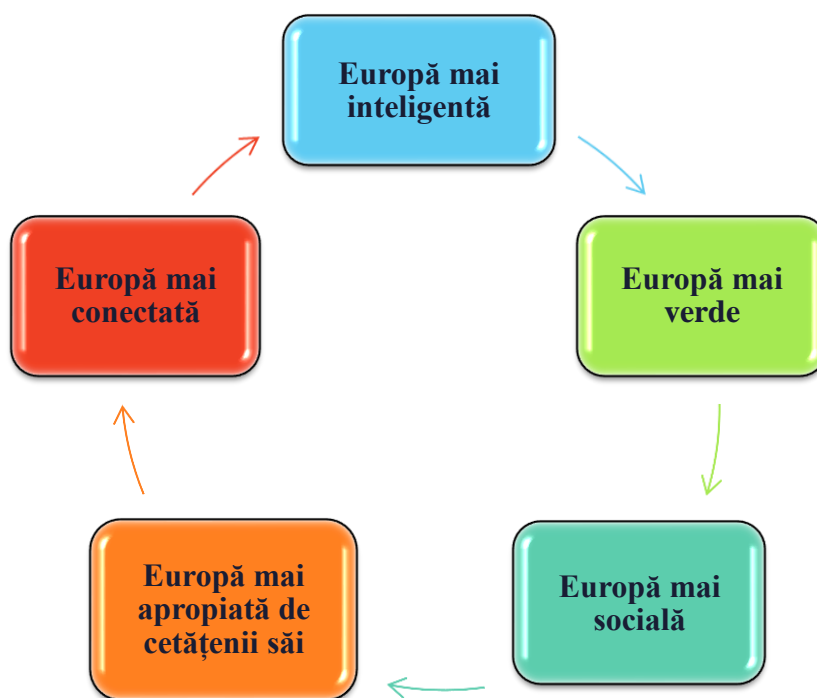 Europă mai
inteligentă
Europă mai
verde
Europă mai
socială
Europă mai
apropiată de
cetățenii săi
Europă mai
conectată